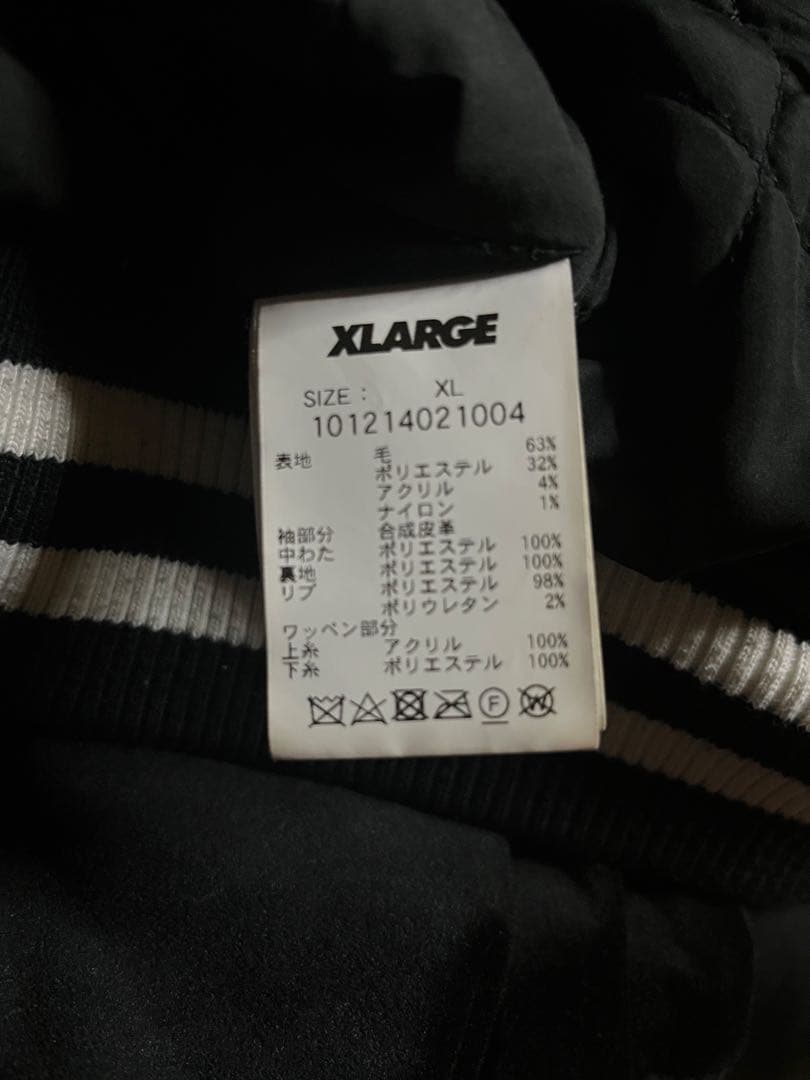 XLARGE
SIZE : XL
101214021004
表地 毛 63%
ポリエステル 32%
アクリル 4%
ナイロン 1%
袖部分 合成皮革
中わた ポリエステル 100%
裏地 ポリエステル 100%
リブ ポリエステル 98%
ポリウレタン 2%
ワッペン部分
上糸 アクリル 100%
下糸 ポリエステル 100%
F W